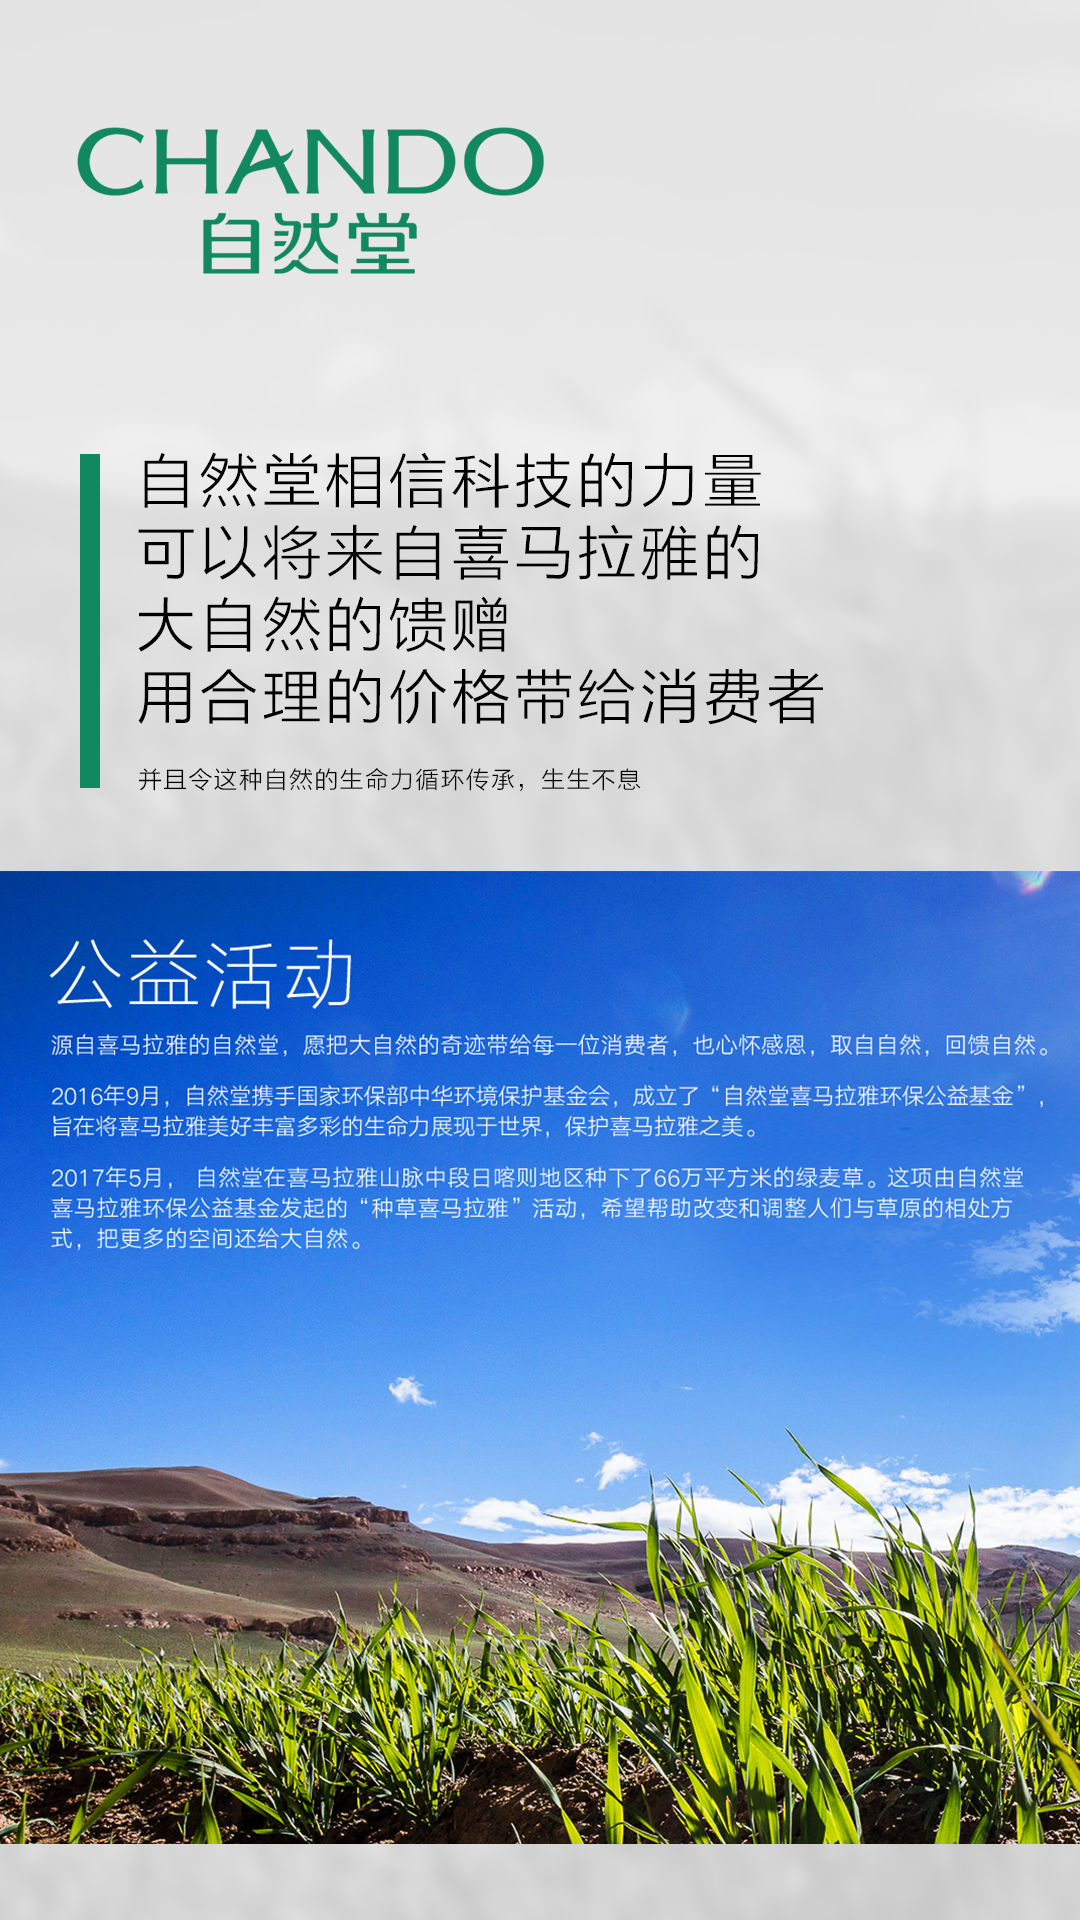 CHANDO
自然堂
自然堂相信科技的力量
可以将来自喜马拉雅的
大自然的馈赠
用合理的价格带给消费者
并且令这种自然的生命力循环传承，生生不息
公益活动
源自喜马拉雅的自然堂，愿把大自然的奇迹带给每一位消费者，也心怀感恩，取自自然，回馈自然。
2016年9月，自然堂携手国家环保部中华环境保护基金会，成立了“自然堂喜马拉雅环保公益基金”，
旨在将喜马拉雅美好丰富多彩的生命力展现于世界，保护喜马拉雅之美。
2017年5月， 自然堂在喜马拉雅山脉中段日喀则地区种下了66万平方米的绿麦草。这项由自然堂
喜马拉雅环保公益基金发起的“种草喜马拉雅”活动，希望帮助改变和调整人们与草原的相处方
式，把更多的空间还给大自然。